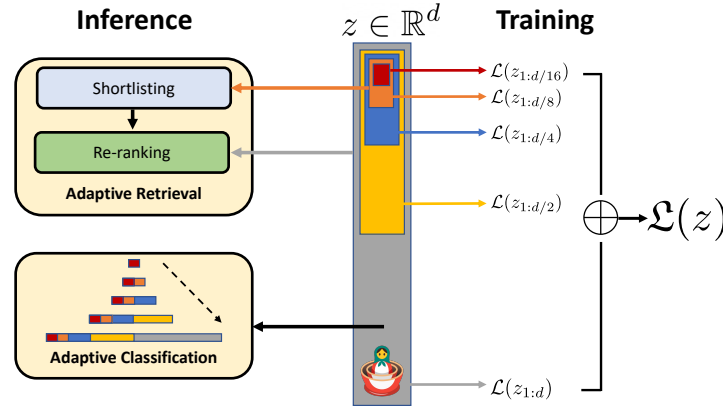 Inference
z ∈ ℝ^d
Training
Shortlisting
Re-ranking
Adaptive Retrieval
Adaptive Classification
ℒ(z_{1:d/16})
ℒ(z_{1:d/8})
ℒ(z_{1:d/4})
ℒ(z_{1:d/2})
ℒ(z_{1:d})
𝔏(z)